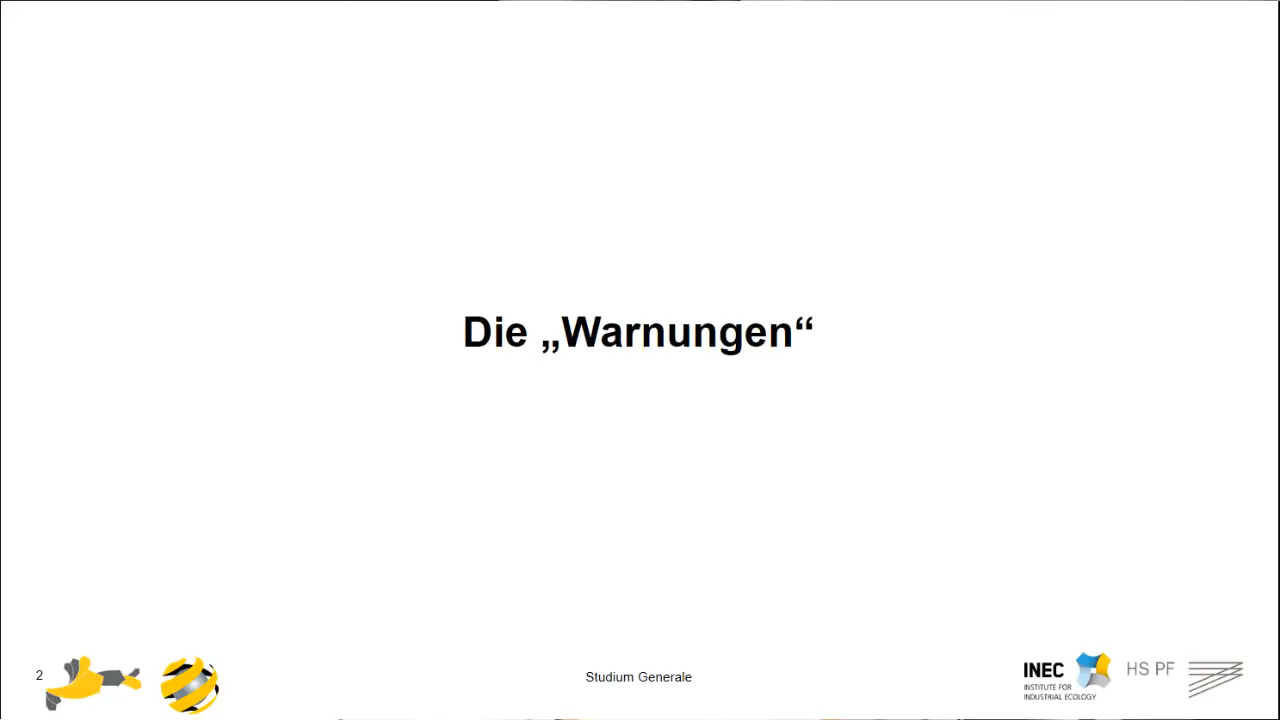 Die „Warnungen“
2
Studium Generale
INEC
INSTITUTE FOR
INDUSTRIAL ECOLOGY
HS PF